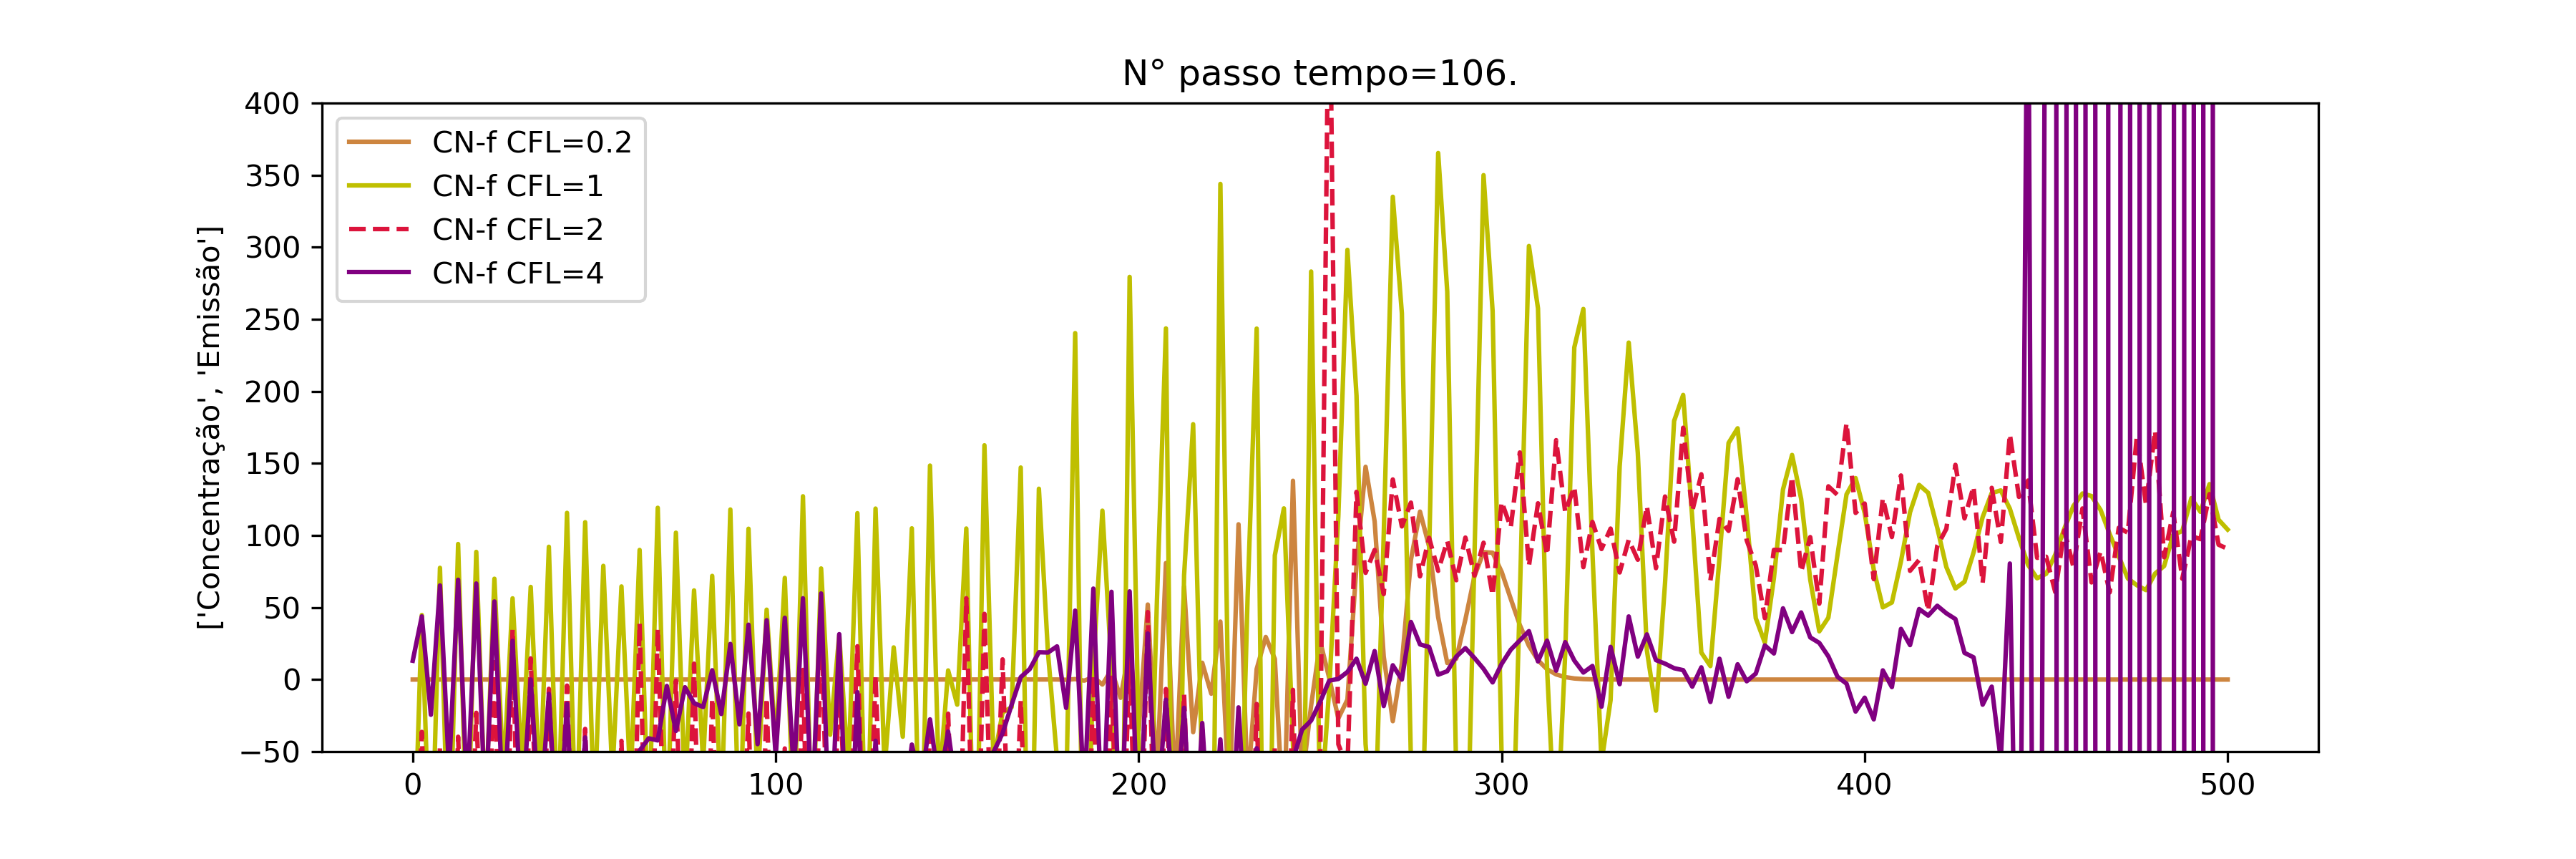 N° passo tempo=106.
['Concentração', 'Emissão']
400
350
300
250
200
150
100
50
0
−50
CN-f CFL=0.2
CN-f CFL=1
CN-f CFL=2
CN-f CFL=4
0 100 200 300 400 500